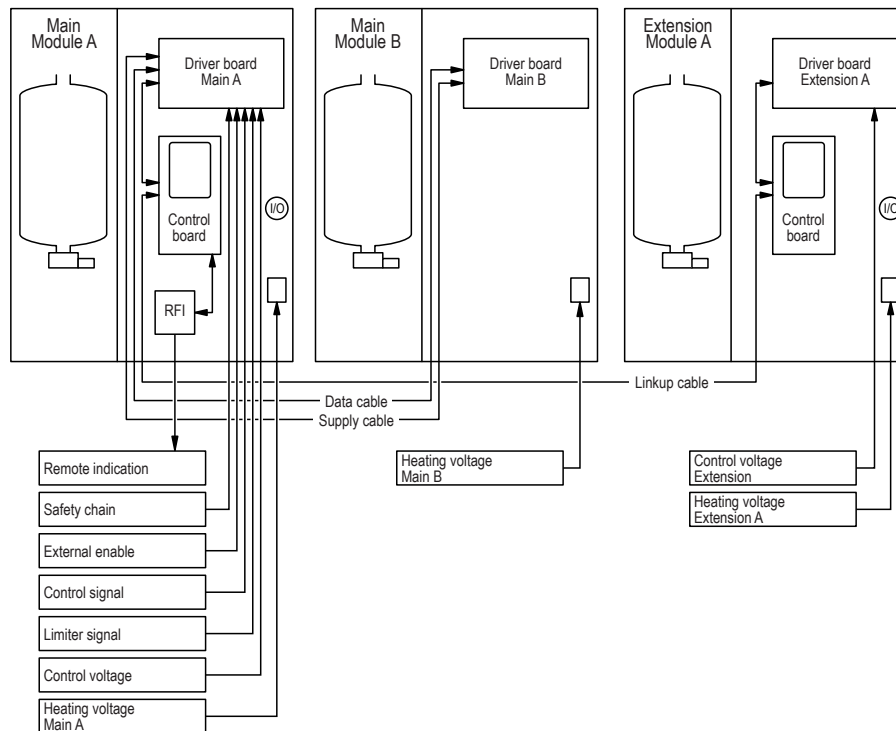 Main
Module A
Driver board
Main A
Control
board
I/O
RFI
Main
Module B
Driver board
Main B
Extension
Module A
Driver board
Extension A
Control
board
I/O
Linkup cable
Data cable
Supply cable
Remote indication
Safety chain
External enable
Control signal
Limiter signal
Control voltage
Heating voltage
Main A
Heating voltage
Main B
Control voltage
Extension
Heating voltage
Extension A